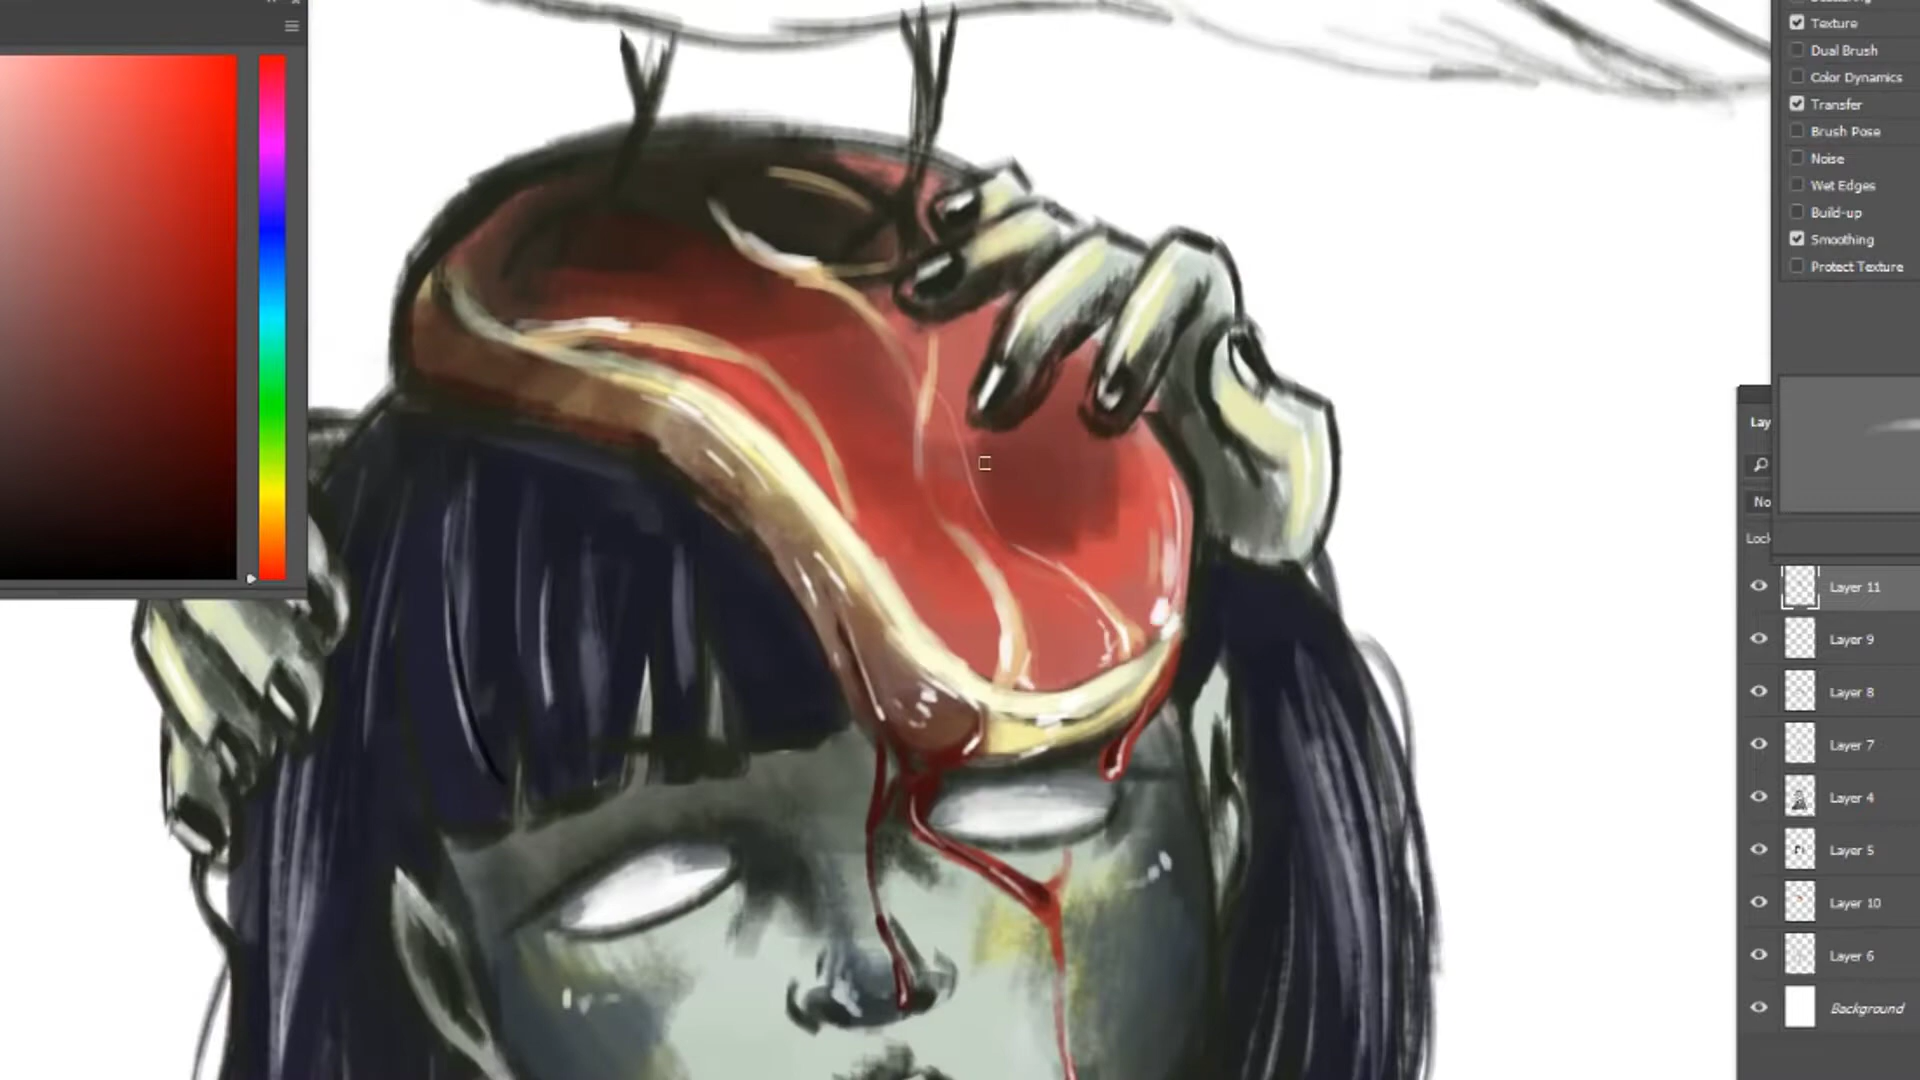 Texture
Dual Brush
Color Dynamics
Transfer
Brush Pose
Noise
Wet Edges
Build-up
Smoothing
Protect Texture
Lay
No
Lock
Layer 11
Layer 9
Layer 8
Layer 7
Layer 4
Layer 5
Layer 10
Layer 6
Background